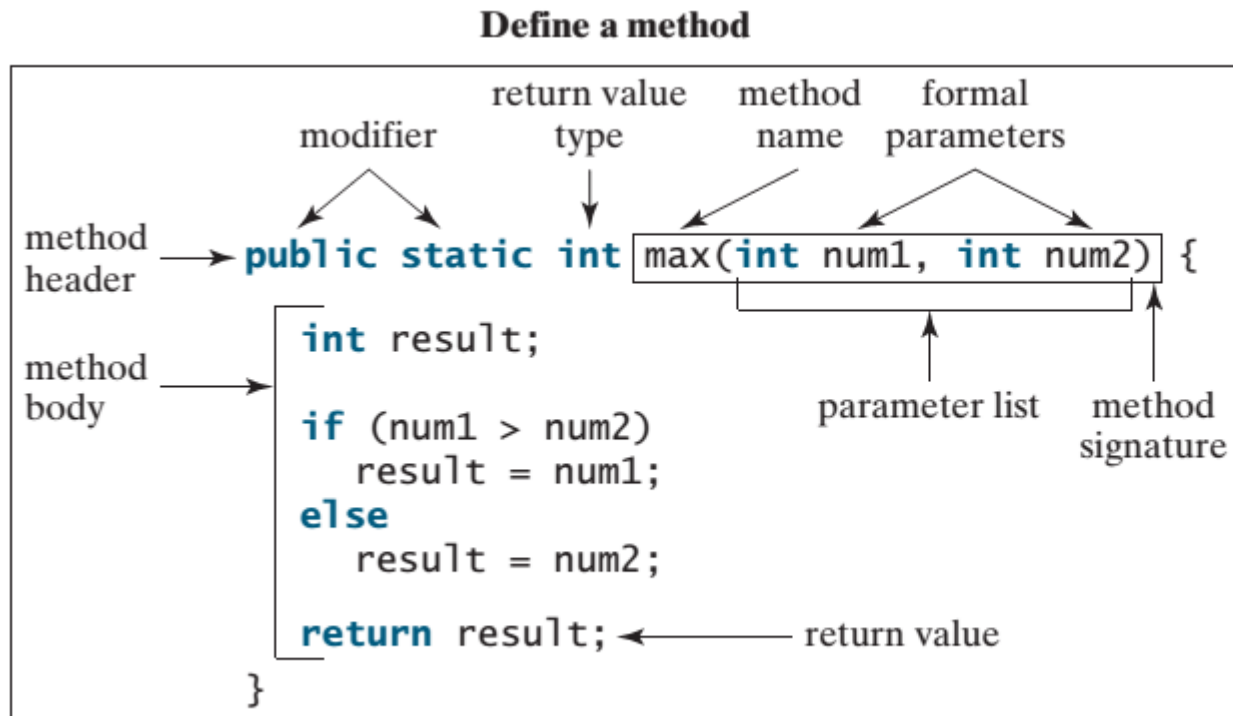 Define a method
return value type
method name
formal parameters
modifier
method header
public static int max(int num1, int num2) {
int result;
method body
parameter list
method signature
if (num1 > num2)
result = num1;
else
result = num2;
return result;
return value
}